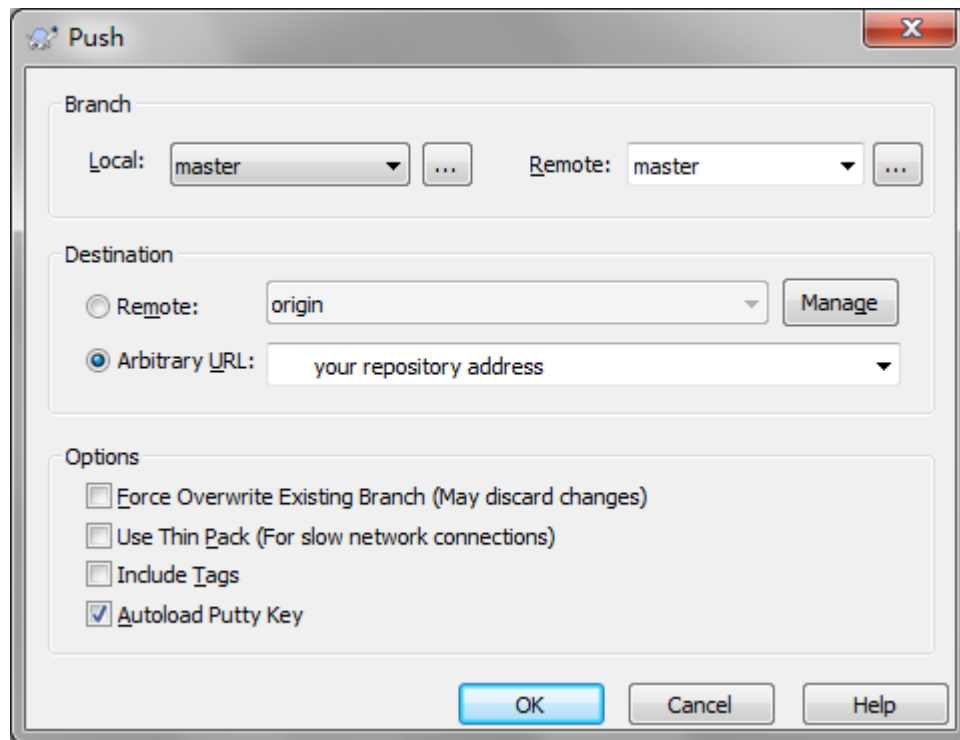 Push
Branch
Local: master ... Remote: master ...
Destination
Remote: origin Manage
Arbitrary URL: your repository address
Options
Force Overwrite Existing Branch (May discard changes)
Use Thin Pack (For slow network connections)
Include Tags
Autoload Putty Key
OK Cancel Help